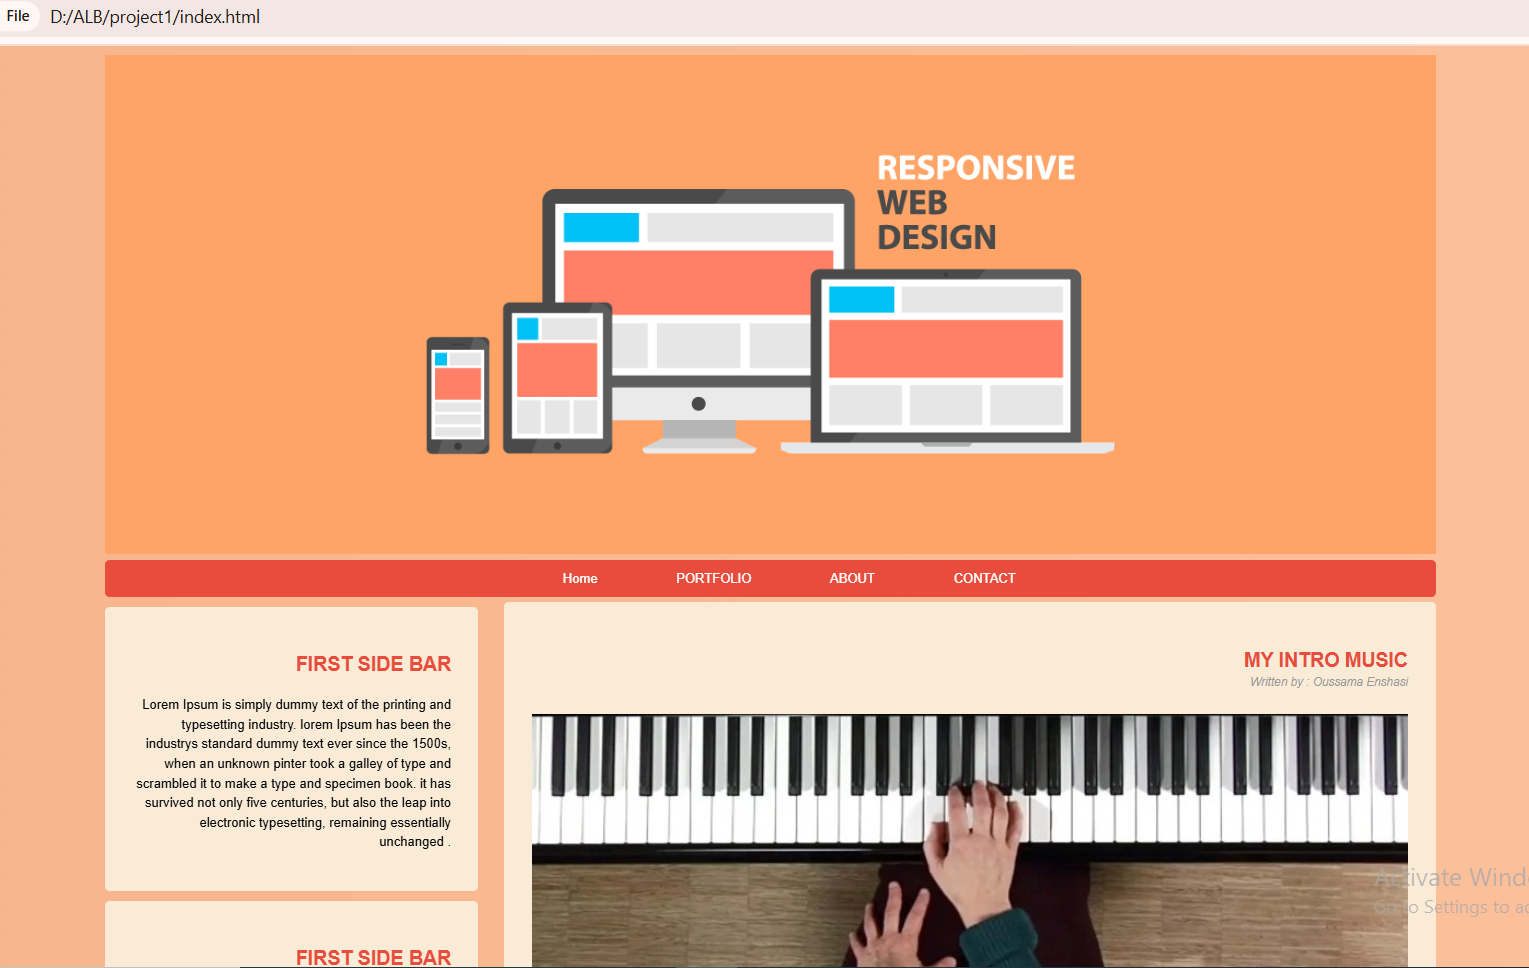 File D:/ALB/project1/index.html
RESPONSIVE
WEB
DESIGN
Home PORTFOLIO ABOUT CONTACT
FIRST SIDE BAR
Lorem Ipsum is simply dummy text of the printing and
typesetting industry. lorem Ipsum has been the
industrys standard dummy text ever since the 1500s,
when an unknown pinter took a galley of type and
scrambled it to make a type and specimen book. it has
survived not only five centuries, but also the leap into
electronic typesetting, remaining essentially
unchanged .
FIRST SIDE BAR
MY INTRO MUSIC
Written by : Oussama Enshasi
Activate Wind
Go to Settings to ac